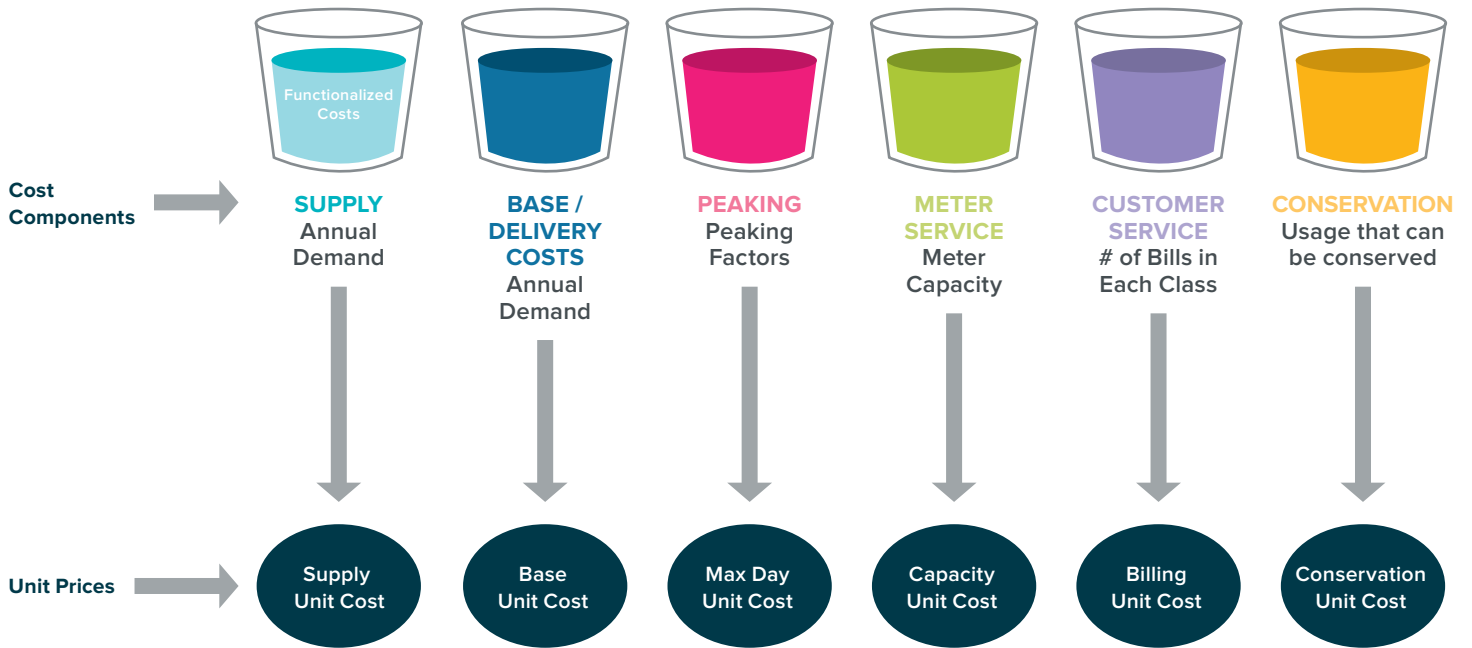 Functionalized
Costs
Cost
Components
SUPPLY
Annual
Demand
BASE /
DELIVERY
COSTS
Annual
Demand
PEAKING
Peaking
Factors
METER
SERVICE
Meter
Capacity
CUSTOMER
SERVICE
# of Bills in
Each Class
CONSERVATION
Usage that can
be conserved
Unit Prices
Supply
Unit Cost
Base
Unit Cost
Max Day
Unit Cost
Capacity
Unit Cost
Billing
Unit Cost
Conservation
Unit Cost